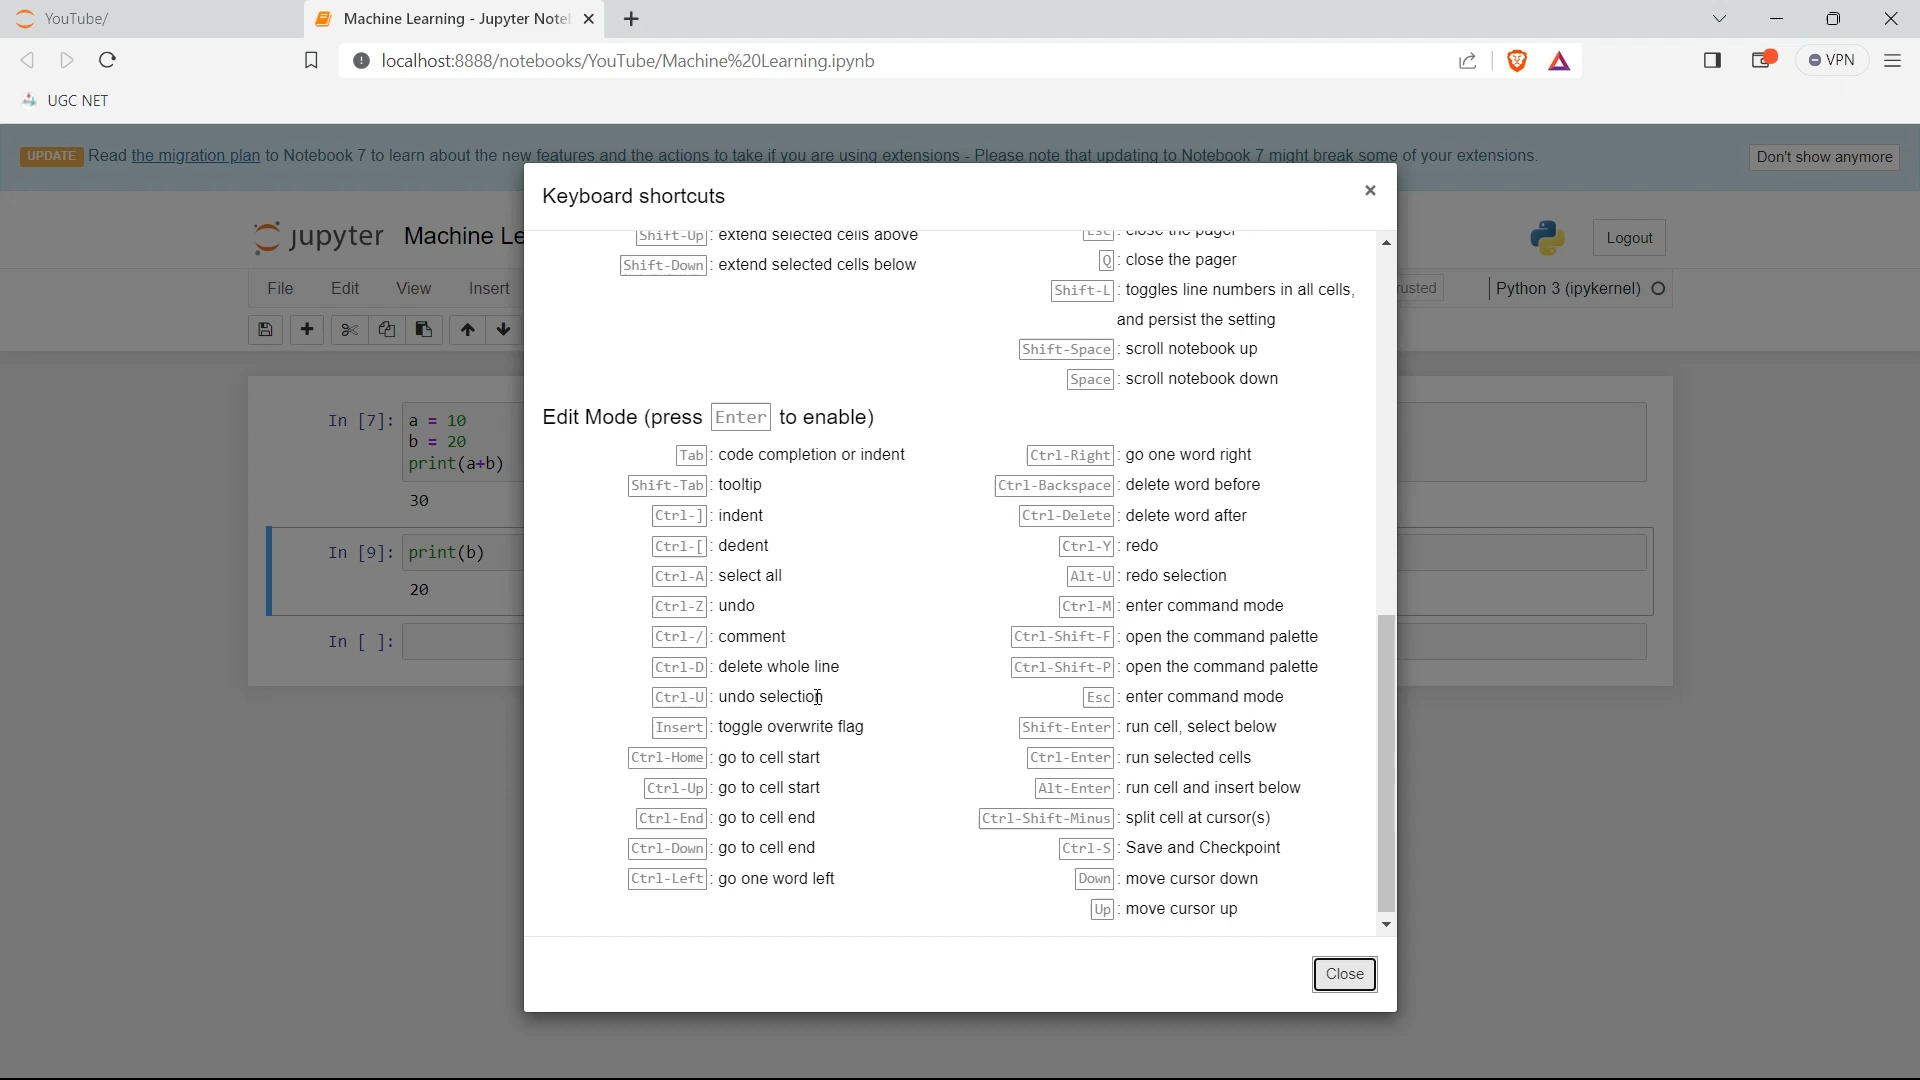 YouTube/
Machine Learning - Jupyter Note
localhost:8888/notebooks/YouTube/Machine%20Learning.ipynb
VPN
UGC NET
UPDATE Read the migration plan to Notebook 7 to learn about the new features and the actions to take if you are using extensions - Please note that updating to Notebook 7 might break some of your extensions.
Don't show anymore
jupyter Machine Le
Logout
File Edit View Insert
rusted
Python 3 (ipykernel)
In [7]: a = 10
b = 20
print(a+b)
30
In [9]: print(b)
20
In [ ]:
Keyboard shortcuts
×
Shift-Up: extend selected cells above
Shift-Down: extend selected cells below
Esc: close the pager
Q: close the pager
Shift-L: toggles line numbers in all cells,
and persist the setting
Shift-Space: scroll notebook up
Space: scroll notebook down
Edit Mode (press Enter to enable)
Tab: code completion or indent
Shift-Tab: tooltip
Ctrl-]: indent
Ctrl-[: dedent
Ctrl-A: select all
Ctrl-Z: undo
Ctrl-/: comment
Ctrl-D: delete whole line
Ctrl-U: undo selection
Insert: toggle overwrite flag
Ctrl-Home: go to cell start
Ctrl-Up: go to cell start
Ctrl-End: go to cell end
Ctrl-Down: go to cell end
Ctrl-Left: go one word left
Ctrl-Right: go one word right
Ctrl-Backspace: delete word before
Ctrl-Delete: delete word after
Ctrl-Y: redo
Alt-U: redo selection
Ctrl-M: enter command mode
Ctrl-Shift-F: open the command palette
Ctrl-Shift-P: open the command palette
Esc: enter command mode
Shift-Enter: run cell, select below
Ctrl-Enter: run selected cells
Alt-Enter: run cell and insert below
Ctrl-Shift-Minus: split cell at cursor(s)
Ctrl-S: Save and Checkpoint
Down: move cursor down
Up: move cursor up
Close